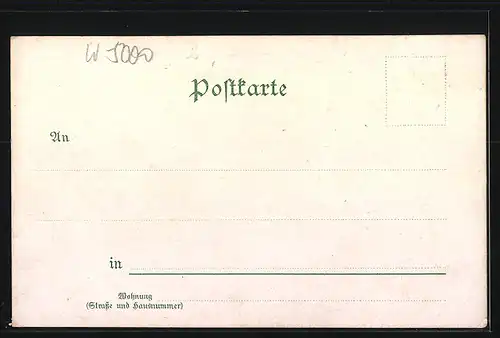 W 5000
Postkarte
An
in
Wohnung
(Straße und Hausnummer)